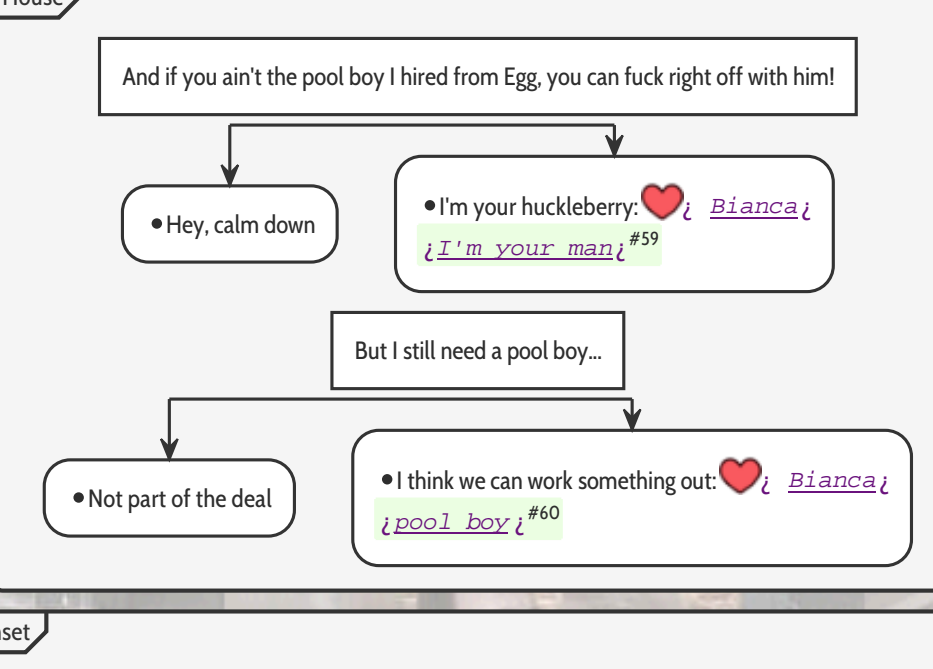 House
And if you ain't the pool boy I hired from Egg, you can fuck right off with him!
•Hey, calm down
•I'm your huckleberry: ¿ Bianca¿
¿I'm your man¿#59
But I still need a pool boy...
•Not part of the deal
•I think we can work something out: ¿ Bianca¿
¿pool boy¿#60
set